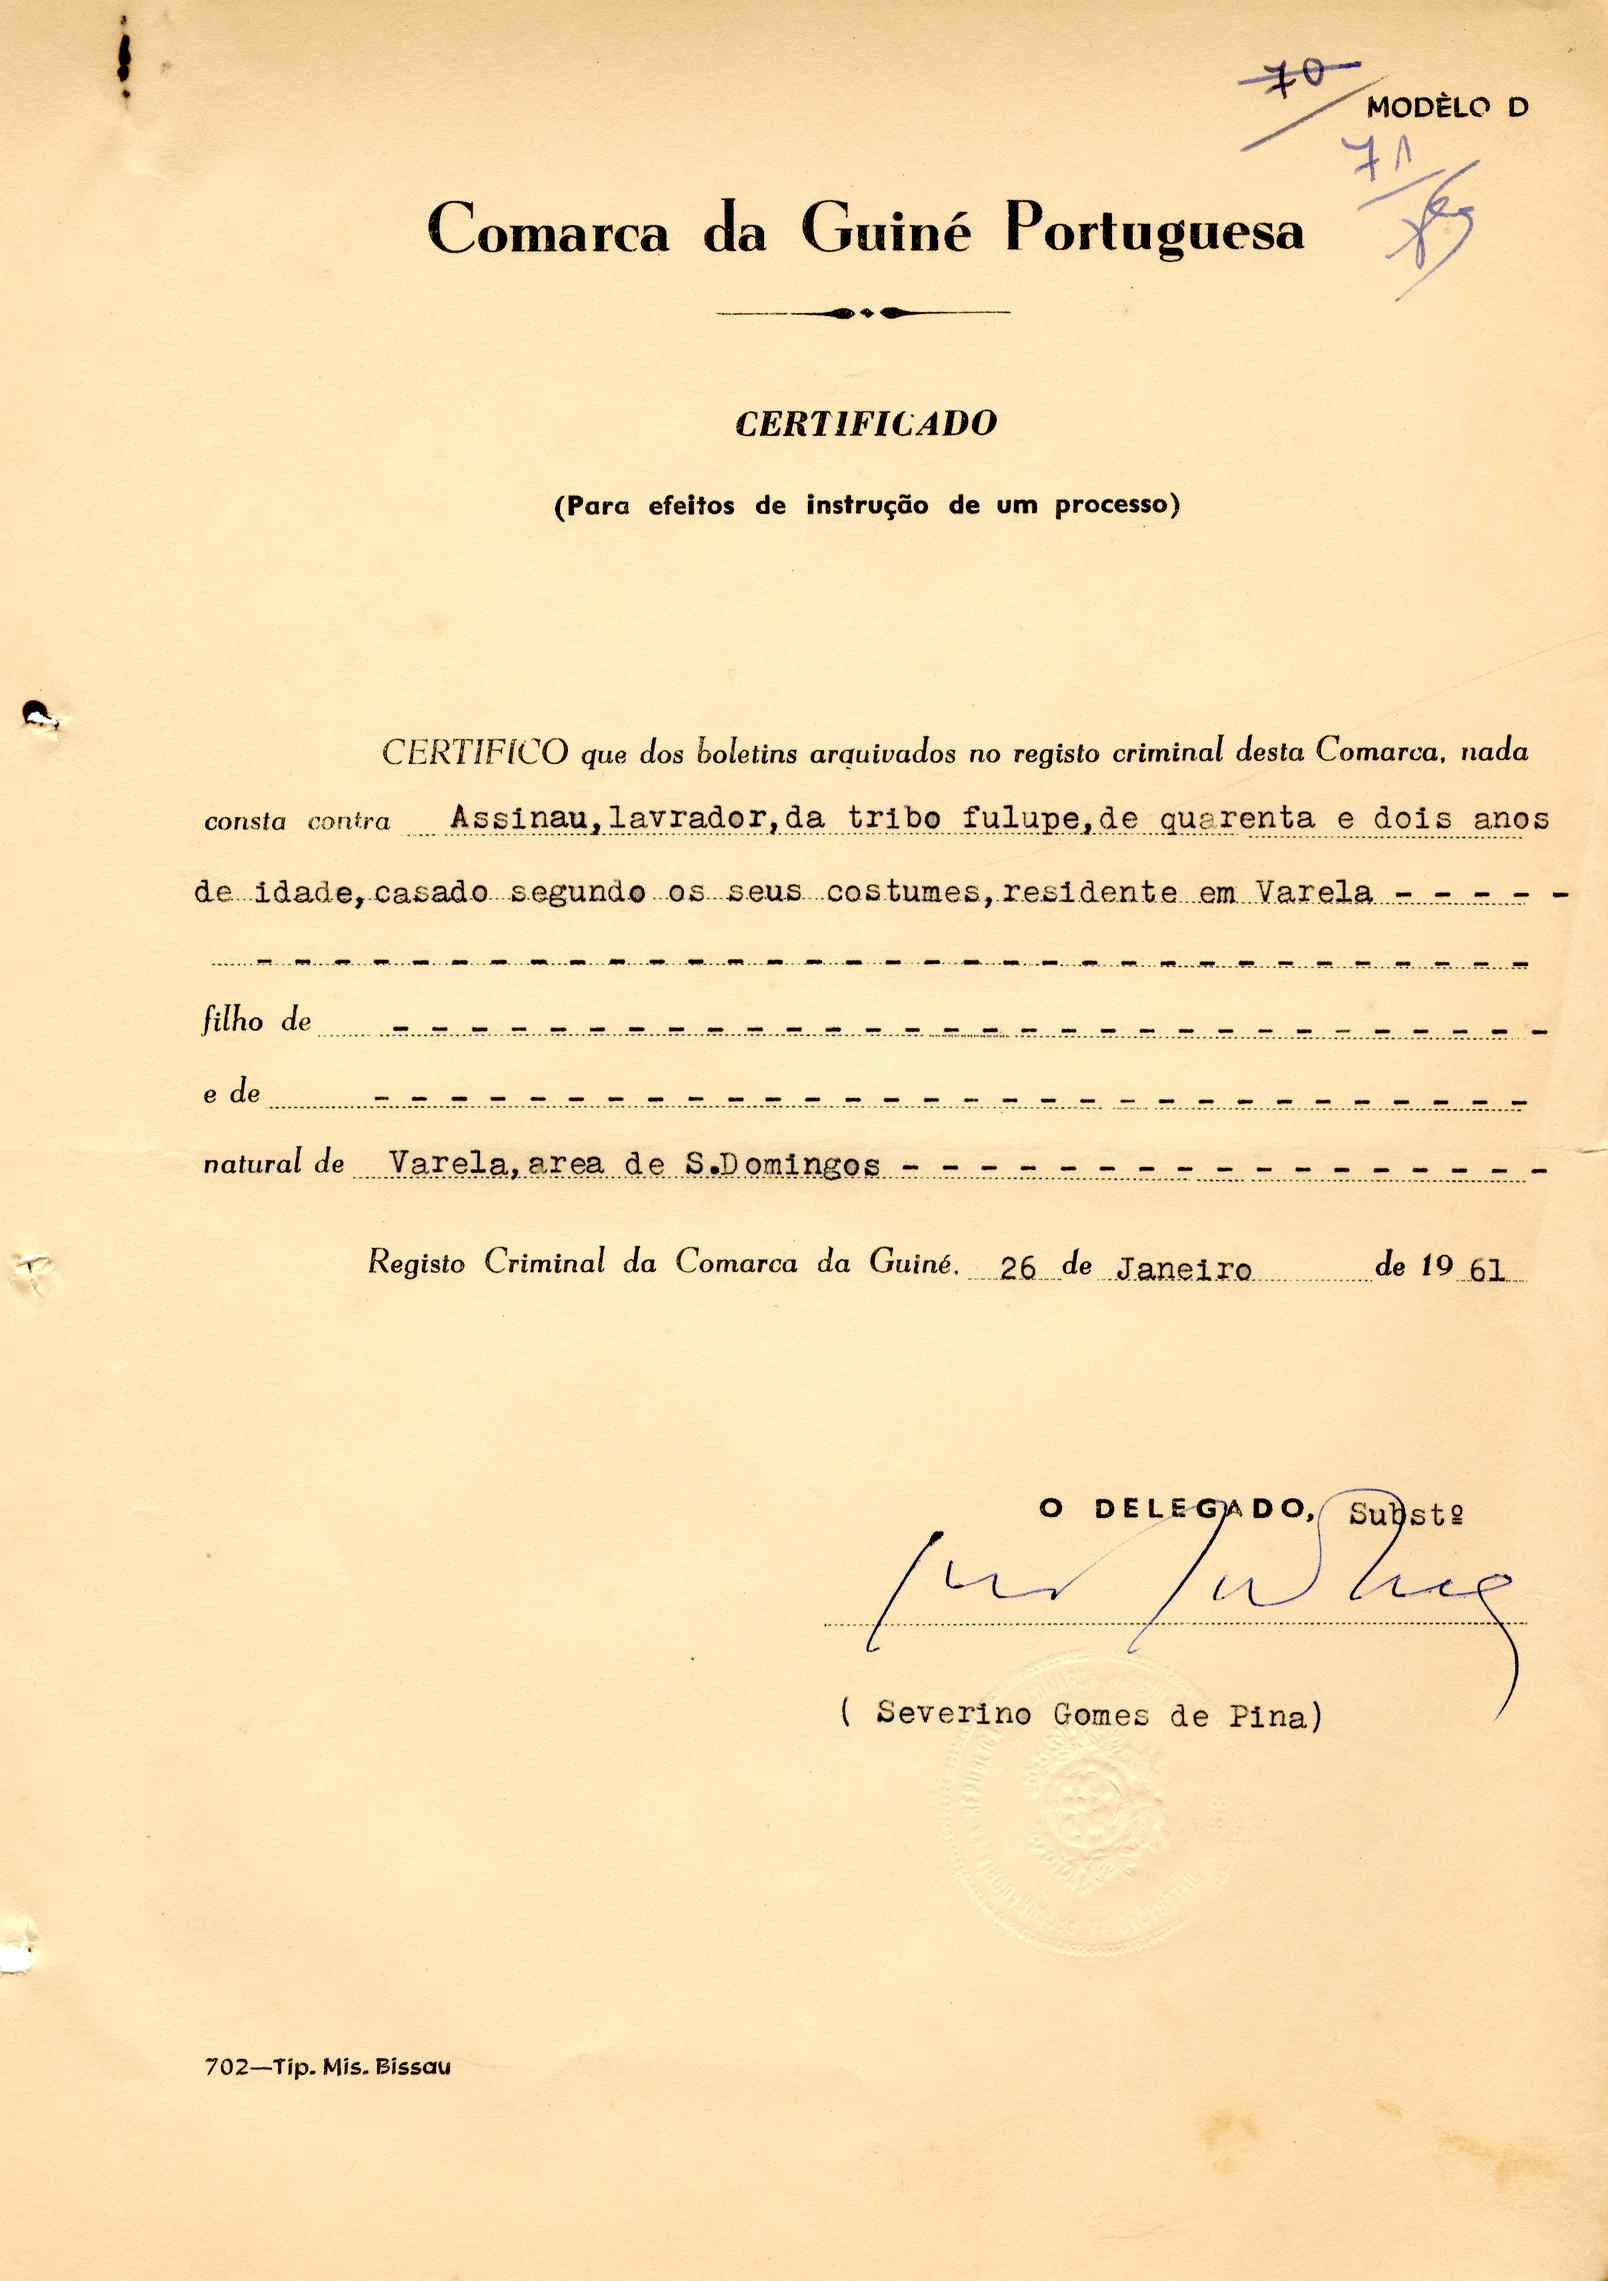 70
MODÈLO D
71
Comarca da Guiné Portuguesa
CERTIFICADO
(Para efeitos de instrução de um processo)
CERTIFICO que dos boletins arquivados no registo criminal desta Comarca, nada
consta contra Assinau,lavrador,da tribo fulupe,de quarenta e dois anos
de idade,casado segundo os seus costumes,residente em Varela - - - - -
- - - - - - - - - - - - - - - - - - - - - - - - - - - - - - - - -
filho de - - - - - - - - - - - - - - - - - - - - - - - - - - - - - -
e de - - - - - - - - - - - - - - - - - - - - - - - - - - - - - -
natural de Varela,area de S.Domingos - - - - - - - - - - - - - - - - -
Registo Criminal da Comarca da Guiné, 26 de Janeiro de 19 61
O DELEGADO, Substº
( Severino Gomes de Pina)
702—Tip. Mis. Bissau